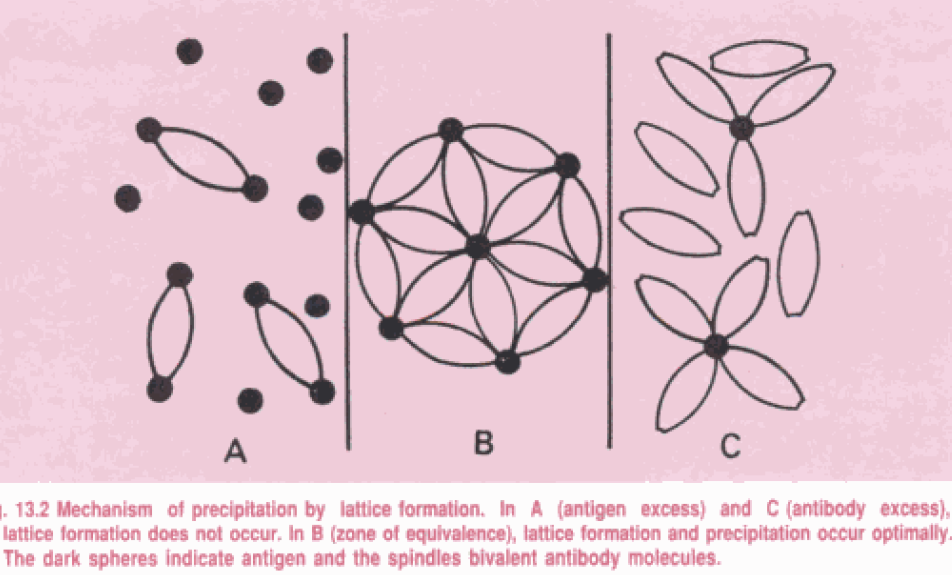 A
B
C
g. 13.2 Mechanism of precipitation by lattice formation. In A (antigen excess) and C (antibody excess),
lattice formation does not occur. In B (zone of equivalence), lattice formation and precipitation occur optimally.
The dark spheres indicate antigen and the spindles bivalent antibody molecules.